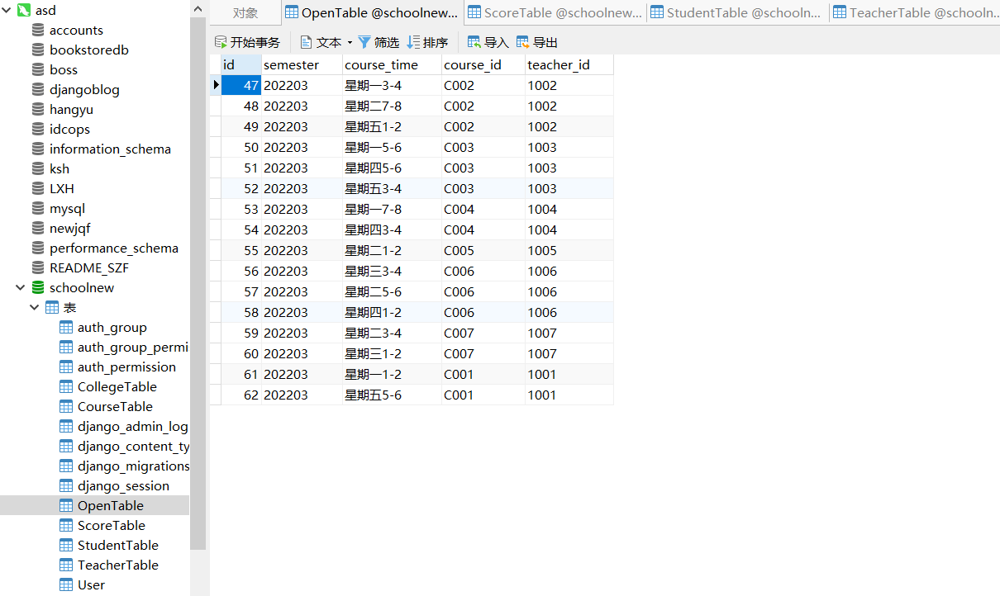 asd
accounts
bookstoredb
boss
djangoblog
hangyu
idcops
information_schema
ksh
LXH
mysql
newjqf
performance_schema
README_SZF
schoolnew
表
auth_group
auth_group_permi
auth_permission
CollegeTable
CourseTable
django_admin_log
django_content_ty
django_migrations
django_session
OpenTable
ScoreTable
StudentTable
TeacherTable
User
对象 OpenTable @schoolnew... ScoreTable @schoolnew... StudentTable @schooln... TeacherTable @schooln...
开始事务 文本 筛选 排序 导入 导出
id semester course_time course_id teacher_id
47 202203 星期一3-4 C002 1002
48 202203 星期二7-8 C002 1002
49 202203 星期五1-2 C002 1002
50 202203 星期一5-6 C003 1003
51 202203 星期四5-6 C003 1003
52 202203 星期五3-4 C003 1003
53 202203 星期一7-8 C004 1004
54 202203 星期四3-4 C004 1004
55 202203 星期二1-2 C005 1005
56 202203 星期三3-4 C006 1006
57 202203 星期二5-6 C006 1006
58 202203 星期四1-2 C006 1006
59 202203 星期二3-4 C007 1007
60 202203 星期三1-2 C007 1007
61 202203 星期一1-2 C001 1001
62 202203 星期五5-6 C001 1001